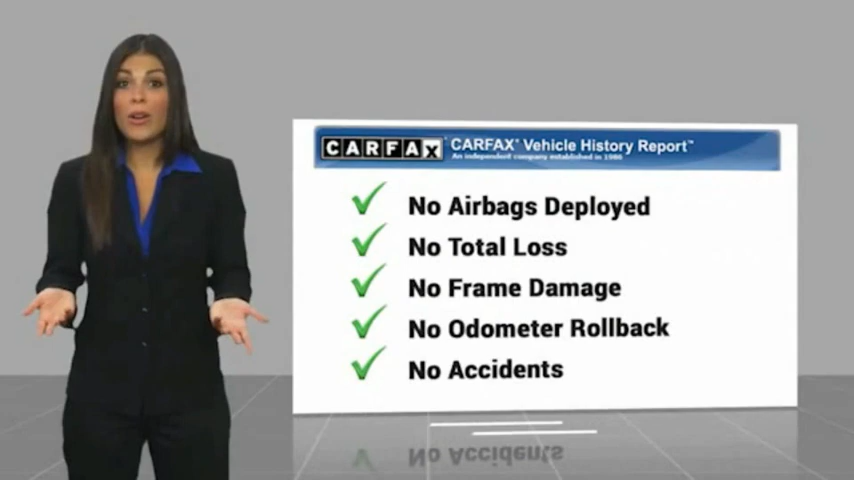 CARFAX CARFAX® Vehicle History Report™
An independent company established in 1986
No Airbags Deployed
No Total Loss
No Frame Damage
No Odometer Rollback
No Accidents
No Accidents